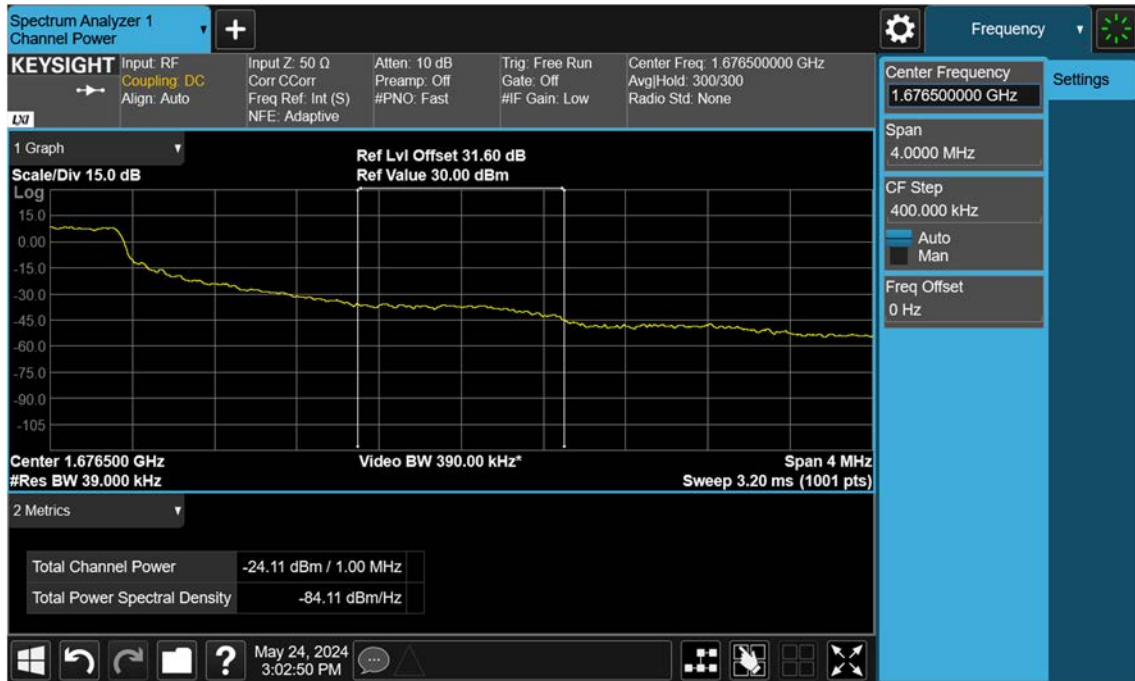 Spectrum Analyzer 1
Channel Power
+
Frequency
KEYSIGHT
LXI
Input: RF
Coupling: DC
Align: Auto
Input Z: 50 Ω
Corr CCorr
Freq Ref: Int (S)
NFE: Adaptive
Atten: 10 dB
Preamp: Off
#PNO: Fast
Trig: Free Run
Gate: Off
#IF Gain: Low
Center Freq: 1.676500000 GHz
Avg|Hold: 300/300
Radio Std: None
1 Graph
Scale/Div 15.0 dB
Ref Lvl Offset 31.60 dB
Ref Value 30.00 dBm
Log
15.0
0.00
-15.0
-30.0
-45.0
-60.0
-75.0
-90.0
-105
Center 1.676500 GHz
#Res BW 39.000 kHz
Video BW 390.00 kHz*
Span 4 MHz
Sweep 3.20 ms (1001 pts)
2 Metrics
Total Channel Power -24.11 dBm / 1.00 MHz
Total Power Spectral Density -84.11 dBm/Hz
?
May 24, 2024
3:02:50 PM
Center Frequency
1.676500000 GHz
Span
4.0000 MHz
CF Step
400.000 kHz
Auto
Man
Freq Offset
0 Hz
Settings